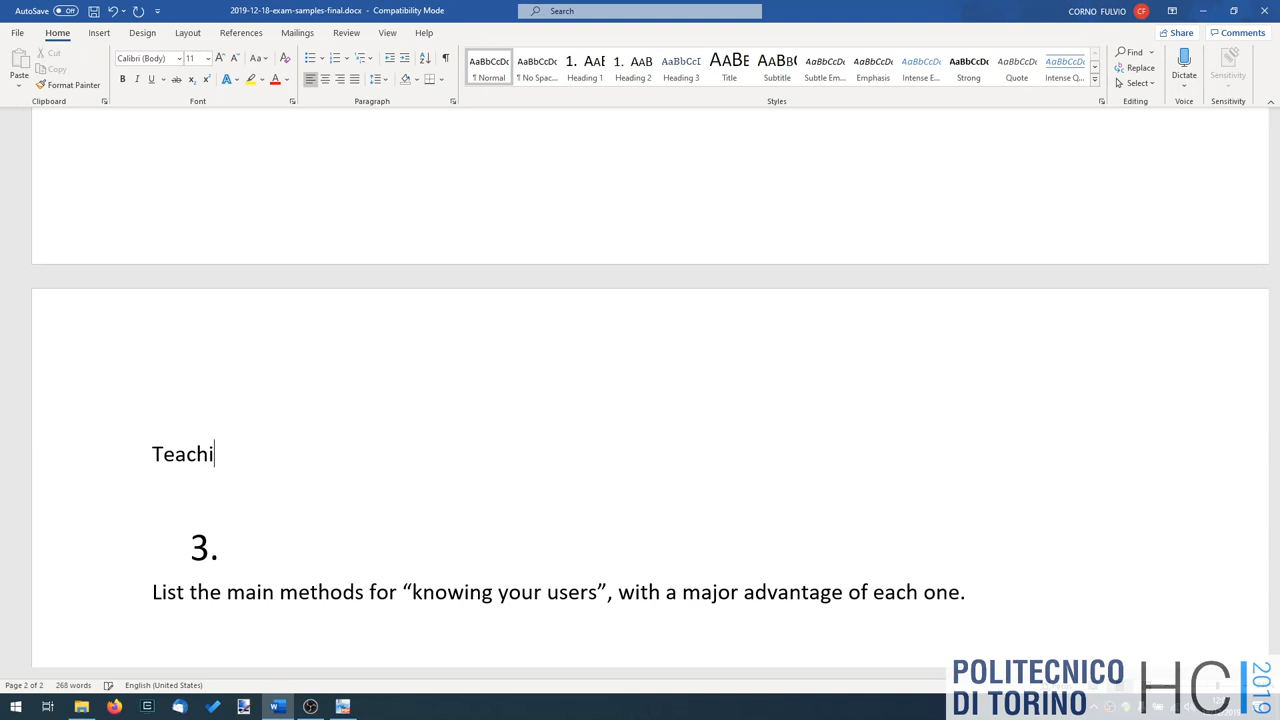 AutoSave Off 2019-12-18-exam-samples-final.docx - Compatibility Mode Search CORNO FULVIO CF
File Home Insert Design Layout References Mailings Review View Help Share Comments
Paste Cut Copy Format Painter
Calibri (Body) 11
AaBbCcDc AaBbCcDc 1. AaE 1. AaB AaBbCcI AaBb AaBb( AaBbCcDc AaBbCcDc AaBbCcDc AaBbCcDc AaBbCcDc AaBbCcDc
¶ Normal ¶ No Spac... Heading 1 Heading 2 Heading 3 Title Subtitle Subtle Em... Emphasis Intense E... Strong Quote Intense Q...
Find Replace Select Dictate Sensitivity
Clipboard Font Paragraph Styles Editing Voice Sensitivity
Teachi
3.
List the main methods for “knowing your users”, with a major advantage of each one.
Page 2 of 2 268 words English (United States)
POLITECNICO
DI TORINO
HCI 2019